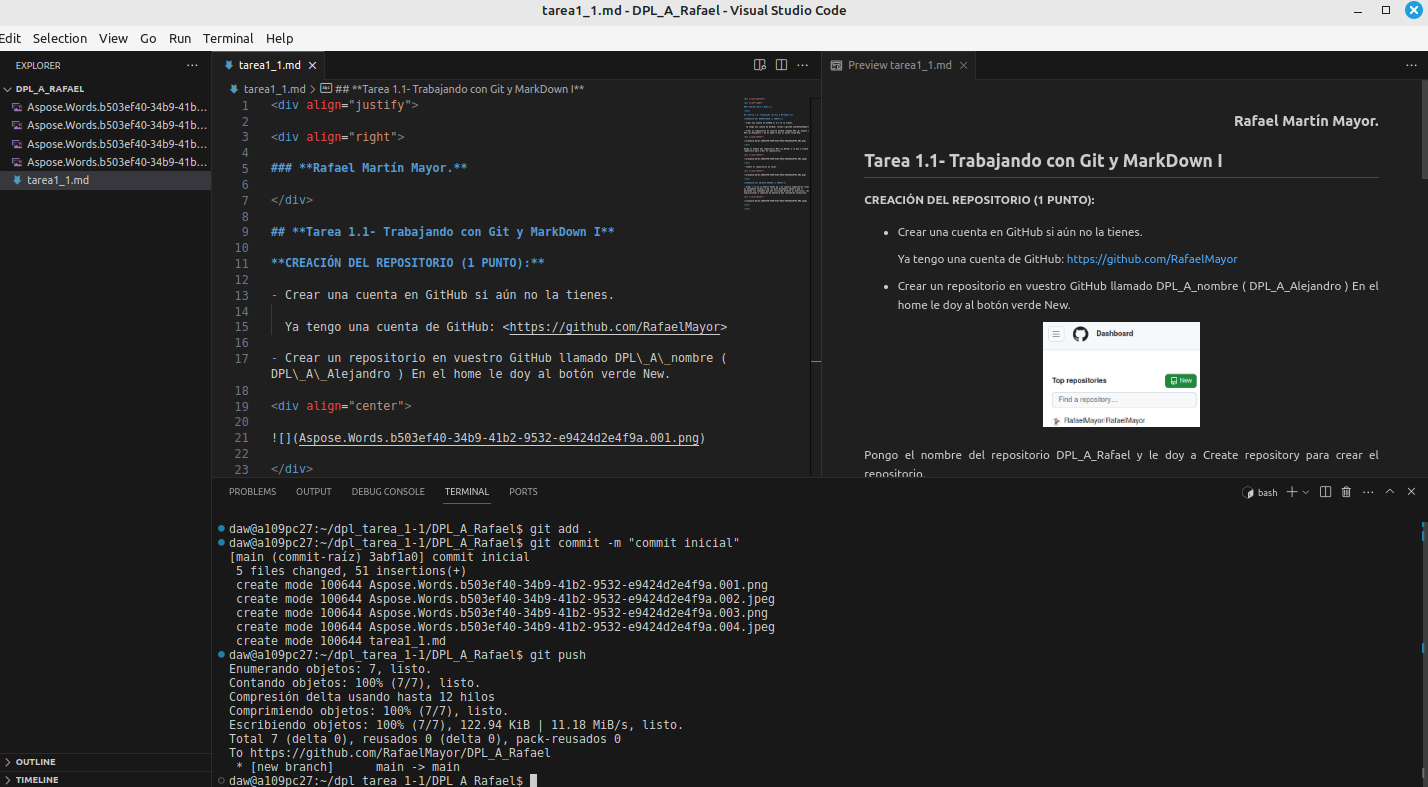 tarea1_1.md - DPL_A_Rafael - Visual Studio Code
Edit Selection View Go Run Terminal Help
EXPLORER
DPL_A_RAFAEL
Aspose.Words.b503ef40-34b9-41b...
Aspose.Words.b503ef40-34b9-41b...
Aspose.Words.b503ef40-34b9-41b...
Aspose.Words.b503ef40-34b9-41b...
tarea1_1.md
OUTLINE
TIMELINE
tarea1_1.md
tarea1_1.md > ## **Tarea 1.1- Trabajando con Git y MarkDown I**
1 <div align="justify">
2
3 <div align="right">
4
5 ### **Rafael Martín Mayor.**
6
7 </div>
8
9 ## **Tarea 1.1- Trabajando con Git y MarkDown I**
10
11 **CREACIÓN DEL REPOSITORIO (1 PUNTO):**
12
13 - Crear una cuenta en GitHub si aún no la tienes.
14
15 Ya tengo una cuenta de GitHub: <https://github.com/RafaelMayor>
16
17 - Crear un repositorio en vuestro GitHub llamado DPL\_A\_nombre (
DPL\_A\_Alejandro ) En el home le doy al botón verde New.
18
19 <div align="center">
20
21 ![](Aspose.Words.b503ef40-34b9-41b2-9532-e9424d2e4f9a.001.png)
22
23 </div>
Preview tarea1_1.md
Rafael Martín Mayor.
Tarea 1.1- Trabajando con Git y MarkDown I
CREACIÓN DEL REPOSITORIO (1 PUNTO):
• Crear una cuenta en GitHub si aún no la tienes.
Ya tengo una cuenta de GitHub: https://github.com/RafaelMayor
• Crear un repositorio en vuestro GitHub llamado DPL_A_nombre ( DPL_A_Alejandro ) En el
home le doy al botón verde New.
Dashboard
Top repositories New
Find a repository...
RafaelMayor/RafaelMayor
Pongo el nombre del repositorio DPL_A_Rafael y le doy a Create repository para crear el
repositorio.
PROBLEMS OUTPUT DEBUG CONSOLE TERMINAL PORTS
bash
daw@a109pc27:~/dpl_tarea_1-1/DPL_A_Rafael$ git add .
daw@a109pc27:~/dpl_tarea_1-1/DPL_A_Rafael$ git commit -m "commit inicial"
[main (commit-raíz) 3abf1a0] commit inicial
5 files changed, 51 insertions(+)
create mode 100644 Aspose.Words.b503ef40-34b9-41b2-9532-e9424d2e4f9a.001.png
create mode 100644 Aspose.Words.b503ef40-34b9-41b2-9532-e9424d2e4f9a.002.jpeg
create mode 100644 Aspose.Words.b503ef40-34b9-41b2-9532-e9424d2e4f9a.003.png
create mode 100644 Aspose.Words.b503ef40-34b9-41b2-9532-e9424d2e4f9a.004.jpeg
create mode 100644 tarea1_1.md
daw@a109pc27:~/dpl_tarea_1-1/DPL_A_Rafael$ git push
Enumerando objetos: 7, listo.
Contando objetos: 100% (7/7), listo.
Compresión delta usando hasta 12 hilos
Comprimiendo objetos: 100% (7/7), listo.
Escribiendo objetos: 100% (7/7), 122.94 KiB | 11.18 MiB/s, listo.
Total 7 (delta 0), reusados 0 (delta 0), pack-reusados 0
To https://github.com/RafaelMayor/DPL_A_Rafael
* [new branch] main -> main
daw@a109pc27:~/dpl_tarea_1-1/DPL_A_Rafael$